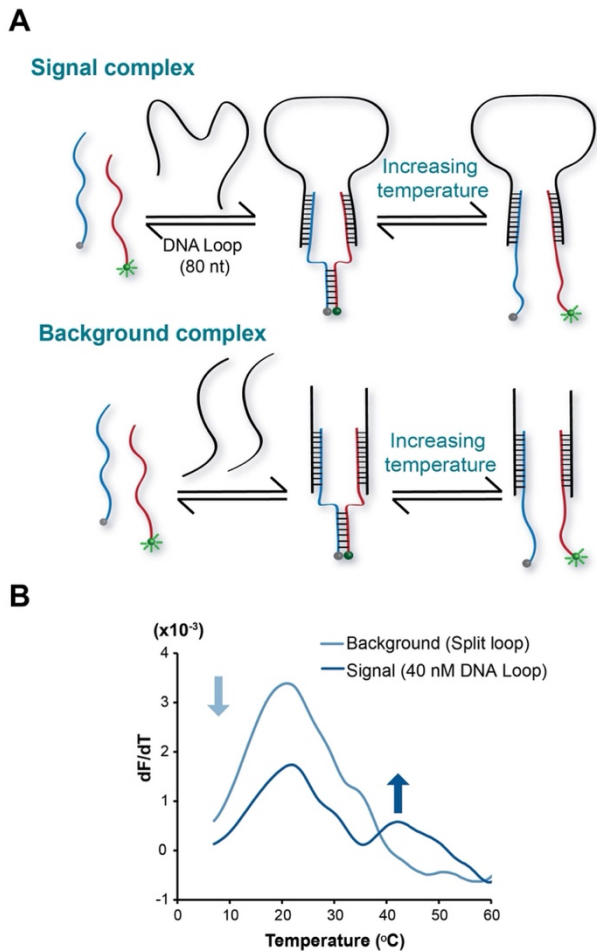 A
Signal complex
Increasing
temperature
DNA Loop
(80 nt)
Background complex
Increasing
temperature
B
(x10⁻³)
Background (Split loop)
Signal (40 nM DNA Loop)
4
3
2
1
0
-1
dF/dT
0 10 20 30 40 50 60
Temperature (°C)